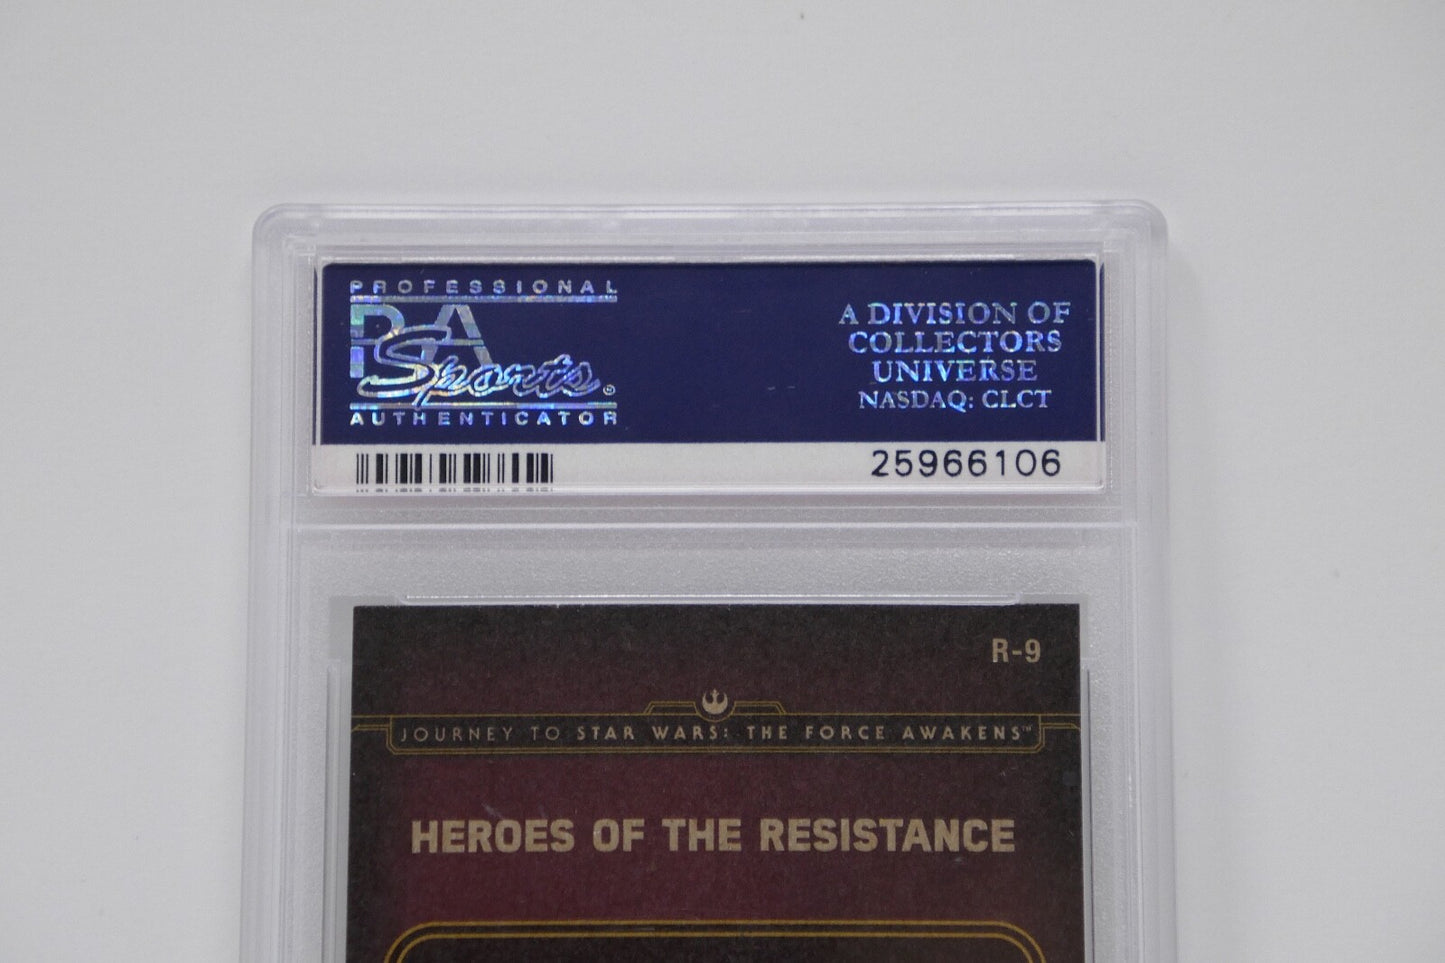 PROFESSIONAL
PSA
Sports
AUTHENTICATOR
A DIVISION OF
COLLECTORS
UNIVERSE
NASDAQ: CLCT
25966106
R-9
JOURNEY TO STAR WARS: THE FORCE AWAKENS™
HEROES OF THE RESISTANCE